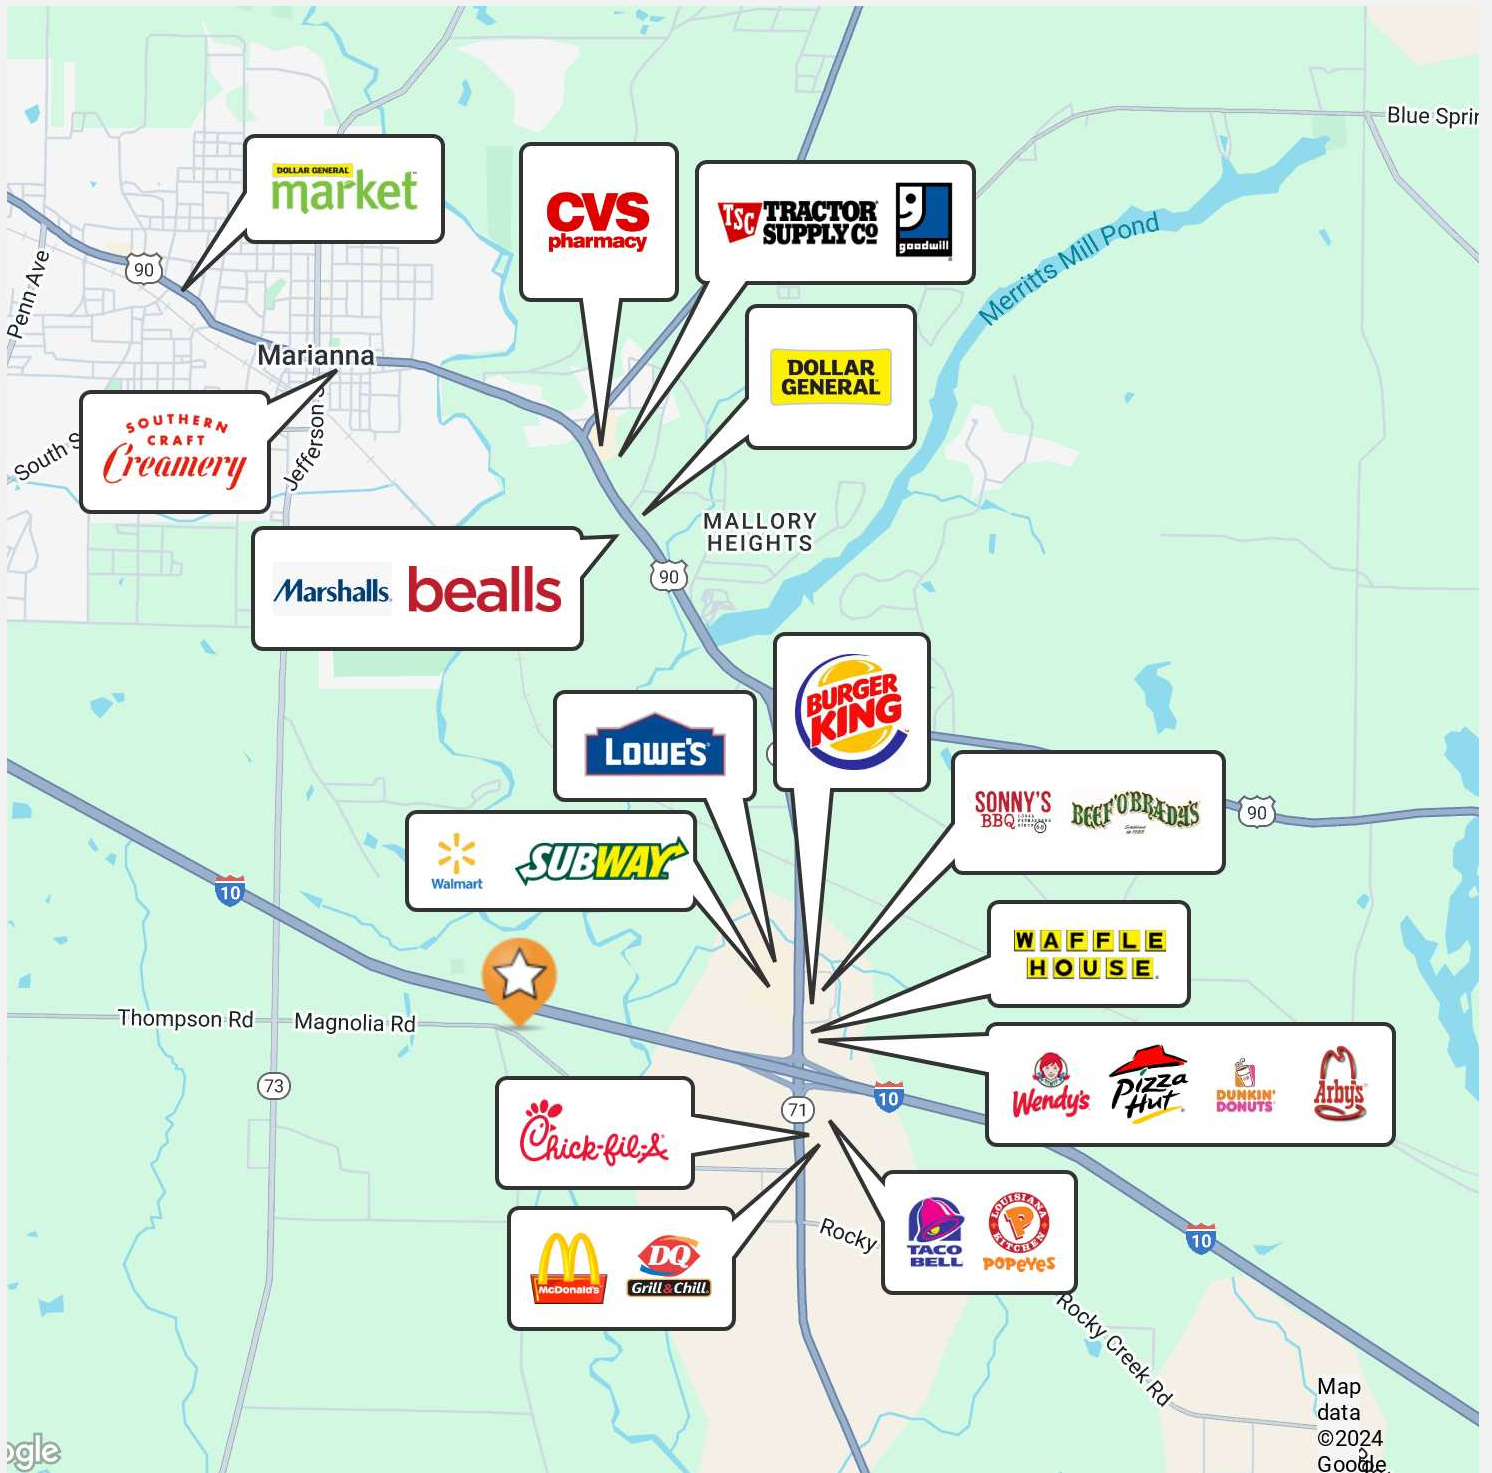 Blue Sprin
DOLLAR GENERAL
market
CVS
pharmacy
TSC TRACTOR
SUPPLY CO
goodwill
Merritts Mill Pond
90
Penn Ave
Marianna
DOLLAR
GENERAL
SOUTHERN
CRAFT
Creamery
South S
Jefferson S
MALLORY
HEIGHTS
Marshalls
bealls
90
BURGER
KING
LOWE'S
SONNY'S
BBQ
BEEF 'O' BRADY'S
90
Walmart
SUBWAY
10
WAFFLE
HOUSE
Thompson Rd
Magnolia Rd
73
71
10
Wendy's
Pizza
Hut
DUNKIN'
DONUTS
Arby's
Chick-fil-A
McDonald's
DQ
Grill & Chill
Rocky
TACO
BELL
LOUISIANA
KITCHEN
POPEYES
10
Rocky Creek Rd
Map
data
©2024
Google
ogle